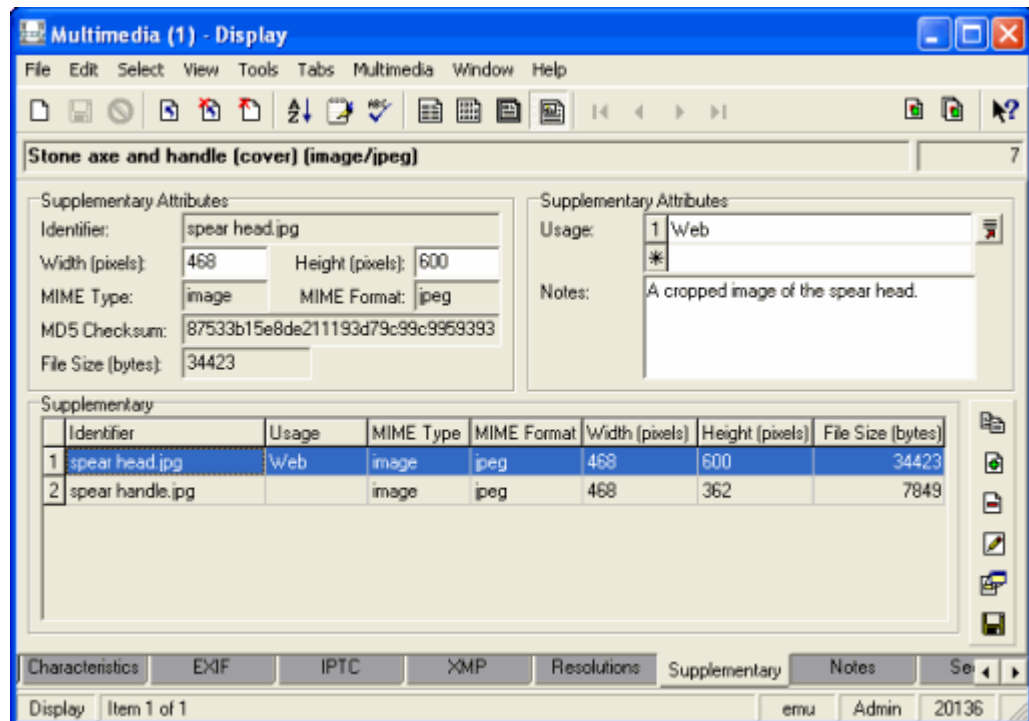 Multimedia (1) - Display
File Edit Select View Tools Tabs Multimedia Window Help
Stone axe and handle (cover) (image/jpeg) 7
Supplementary Attributes
Identifier: spear head.jpg
Width (pixels): 468 Height (pixels): 600
MIME Type: image MIME Format: jpeg
MD5 Checksum: 87533b15e8de211193d79c99c9959393
File Size (bytes): 34423
Supplementary Attributes
Usage: 1 Web
Notes: A cropped image of the spear head.
Supplementary
Identifier Usage MIME Type MIME Format Width (pixels) Height (pixels) File Size (bytes)
1 spear head.jpg Web image jpeg 468 600 34423
2 spear handle.jpg image jpeg 468 362 7849
Characteristics EXIF IPTC XMP Resolutions Supplementary Notes Se
Display Item 1 of 1 emu Admin 20136